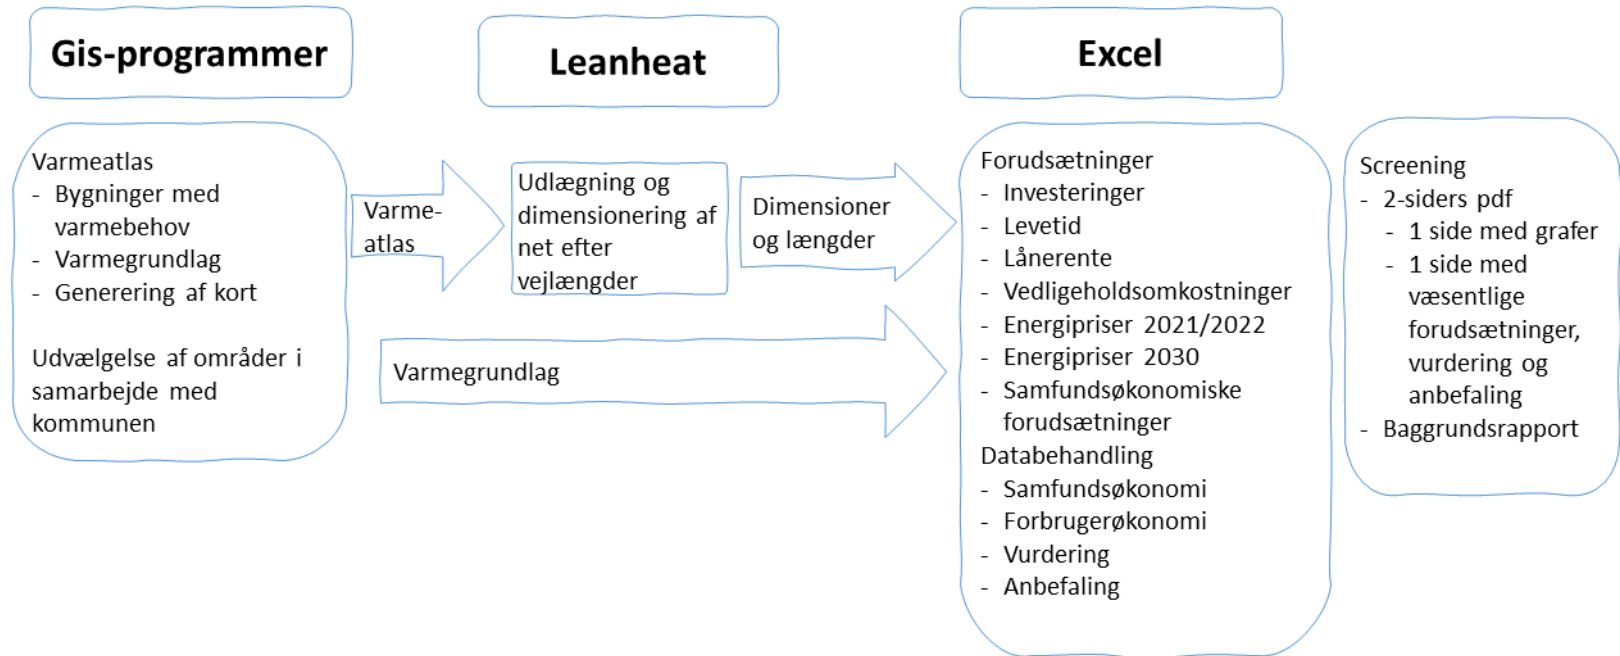 Gis-programmer
Leanheat
Excel
Varmeatlas
- Bygninger med
varmebehov
- Varmegrundlag
- Generering af kort
Udvælgelse af områder i
samarbejde med
kommunen
Varme-
atlas
Udlægning og
dimensionering af
net efter
vejlængder
Dimensioner
og længder
Varmegrundlag
Forudsætninger
- Investeringer
- Levetid
- Lånerente
- Vedligeholdsomkostninger
- Energipriser 2021/2022
- Energipriser 2030
- Samfundsøkonomiske
forudsætninger
Databehandling
- Samfundsøkonomi
- Forbrugerøkonomi
- Vurdering
- Anbefaling
Screening
- 2-siders pdf
- 1 side med grafer
- 1 side med
væsentlige
forudsætninger,
vurdering og
anbefaling
- Baggrundsrapport